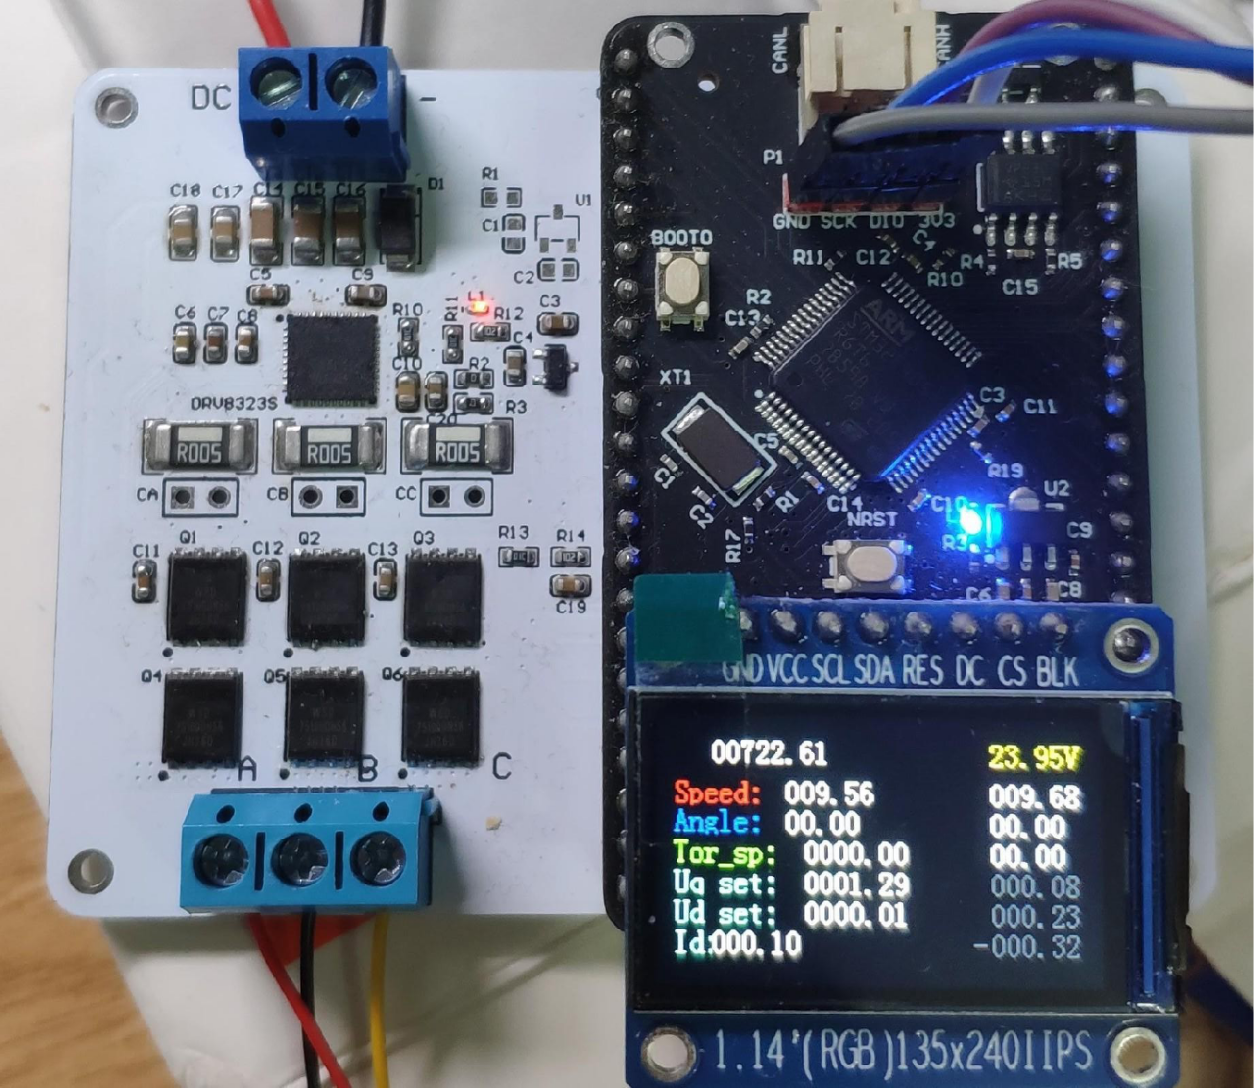 DC -
C18 C17 C14 C15 C16 D1
R1
C1 U1
C2
C5 C9
C6 C7 C8 R10 R11 L1 R12 C3
C4
C10 R2
R3
DRV8323S C20
R005 R005 R005
CA CB CC
Q1 Q2 Q3 R13 R14
C11 C12 C13
C19
Q4 Q5 Q6
A B C
CANL CANH
P1
GND SCK DIO 3V3
BOOT0
R11 C12 C4 R10 R4 C15 R5
R2
C13
ARM
XT1
C3 C11
C5
R19
C1
C2 R1 C14 C10 U2
R17 NRST R3 C9
C6 C8
GND VCC SCL SDA RES DC CS BLK
00722.61 23.95V
Speed: 009.56 009.68
Angle: 00.00 00.00
Tor_sp: 0000.00 00.00
Uq set: 0001.29 000.08
Ud set: 0000.01 000.23
Id:000.10 -000.32
1.14"(RGB)135x240IIPS